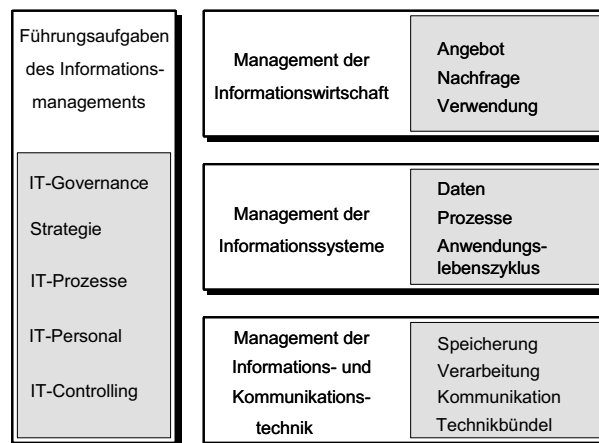 Führungsaufgaben
des Informations-
managements
IT-Governance
Strategie
IT-Prozesse
IT-Personal
IT-Controlling
Management der
Informationswirtschaft
Angebot
Nachfrage
Verwendung
Management der
Informationssysteme
Daten
Prozesse
Anwendungs-
lebenszyklus
Management der
Informations- und
Kommunikations-
technik
Speicherung
Verarbeitung
Kommunikation
Technikbündel